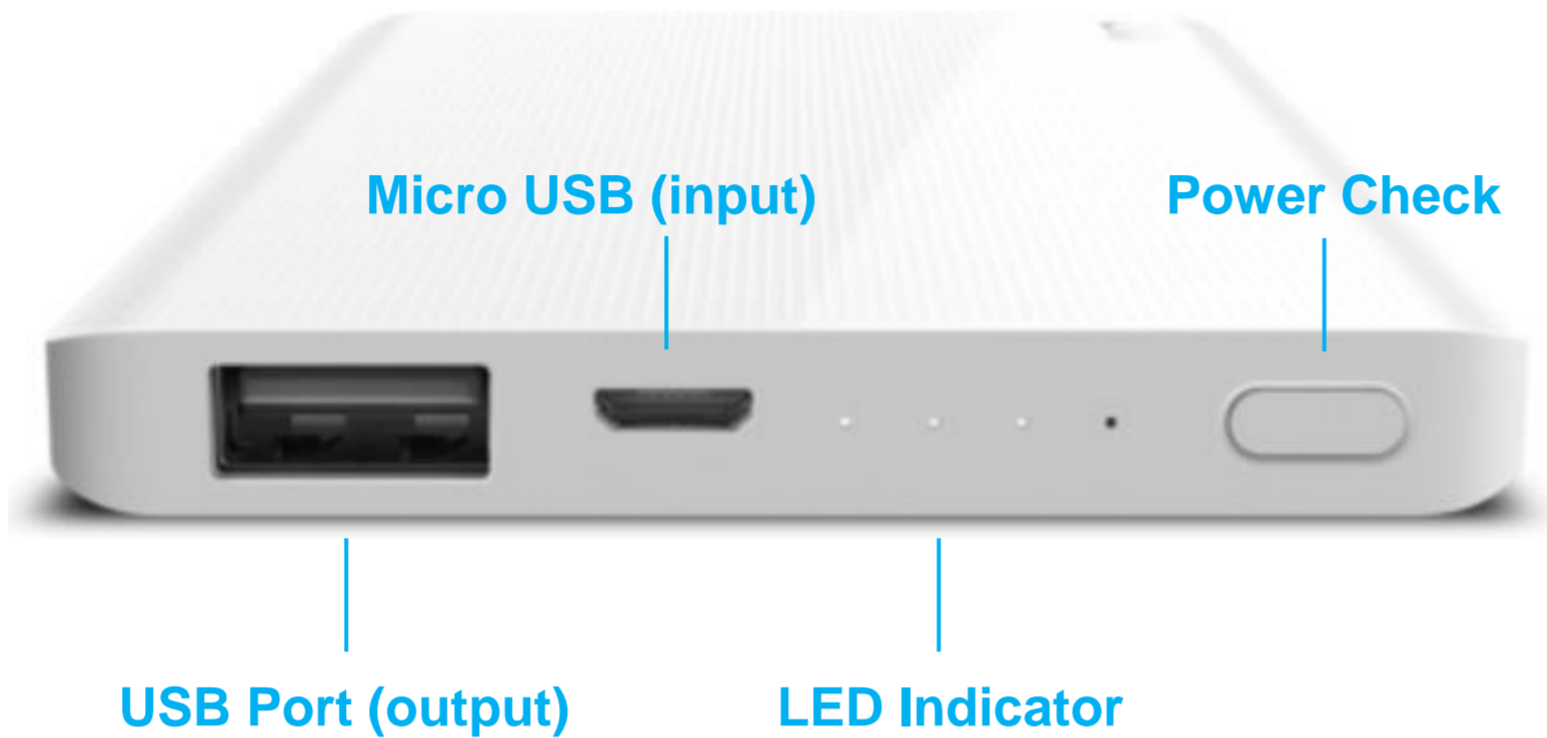 Micro USB (input)
Power Check
USB Port (output)
LED Indicator